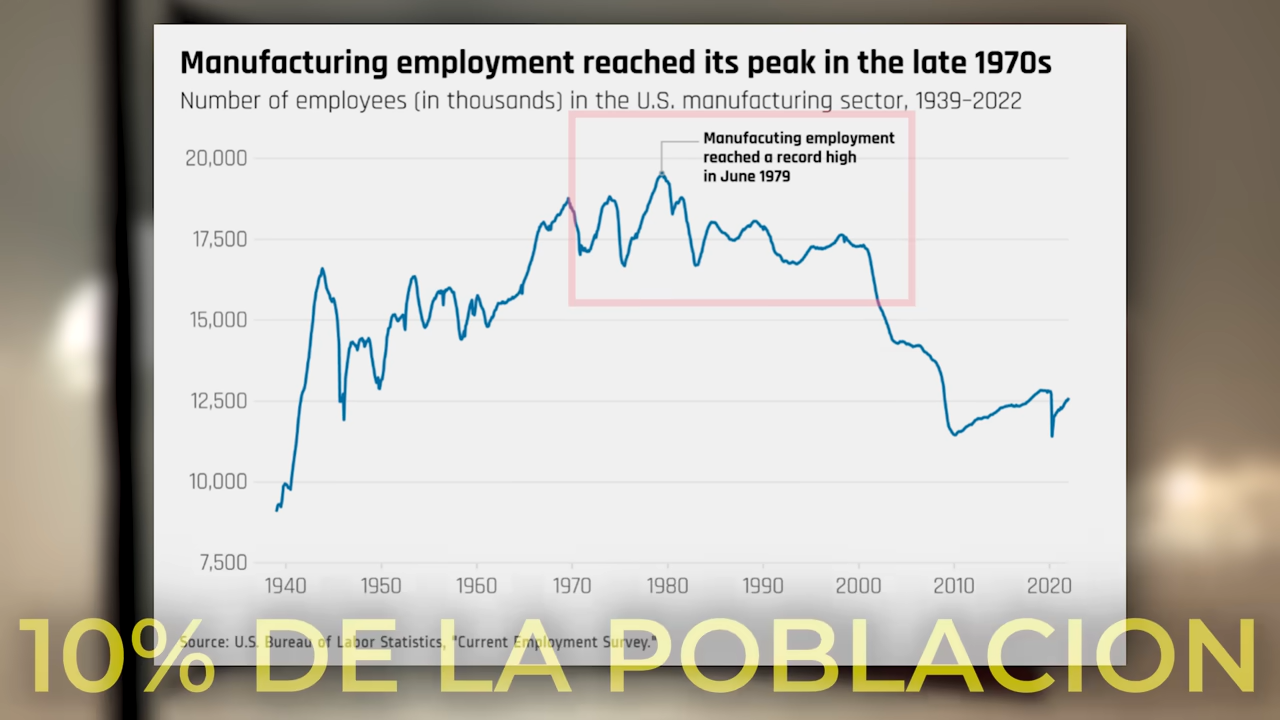 Manufacturing employment reached its peak in the late 1970s
Number of employees (in thousands) in the U.S. manufacturing sector, 1939–2022
Manufacuting employment
reached a record high
in June 1979
20,000
17,500
15,000
12,500
10,000
7,500
1940 1950 1960 1970 1980 1990 2000 2010 2020
Source: U.S. Bureau of Labor Statistics, "Current Employment Survey."
10% DE LA POBLACION